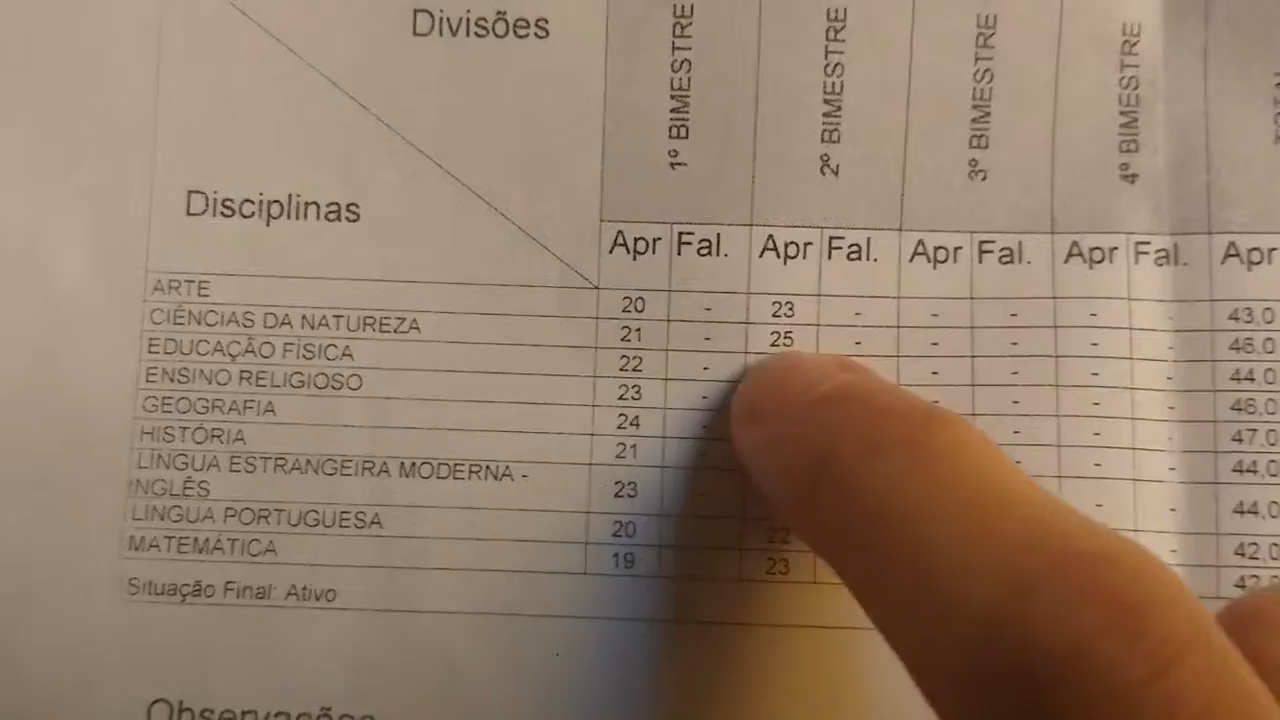 Divisões
1º BIMESTRE
2º BIMESTRE
3º BIMESTRE
4º BIMESTRE
Disciplinas
Apr Fal. Apr Fal. Apr Fal. Apr Fal. Apr
ARTE 20 - 23 - - - - - 43,0
CIÊNCIAS DA NATUREZA 21 - 25 - - - - - 46,0
EDUCAÇÃO FÍSICA 22 - - - - - 44,0
ENSINO RELIGIOSO 23 - - - - - 46,0
GEOGRAFIA 24 - - - - 47,0
HISTÓRIA 21 - - - 44,0
LÍNGUA ESTRANGEIRA MODERNA -
INGLÊS 23 - - - 44,0
LÍNGUA PORTUGUESA 20 22 - 42,0
MATEMÁTICA 19 23
Situação Final: Ativo
Observações